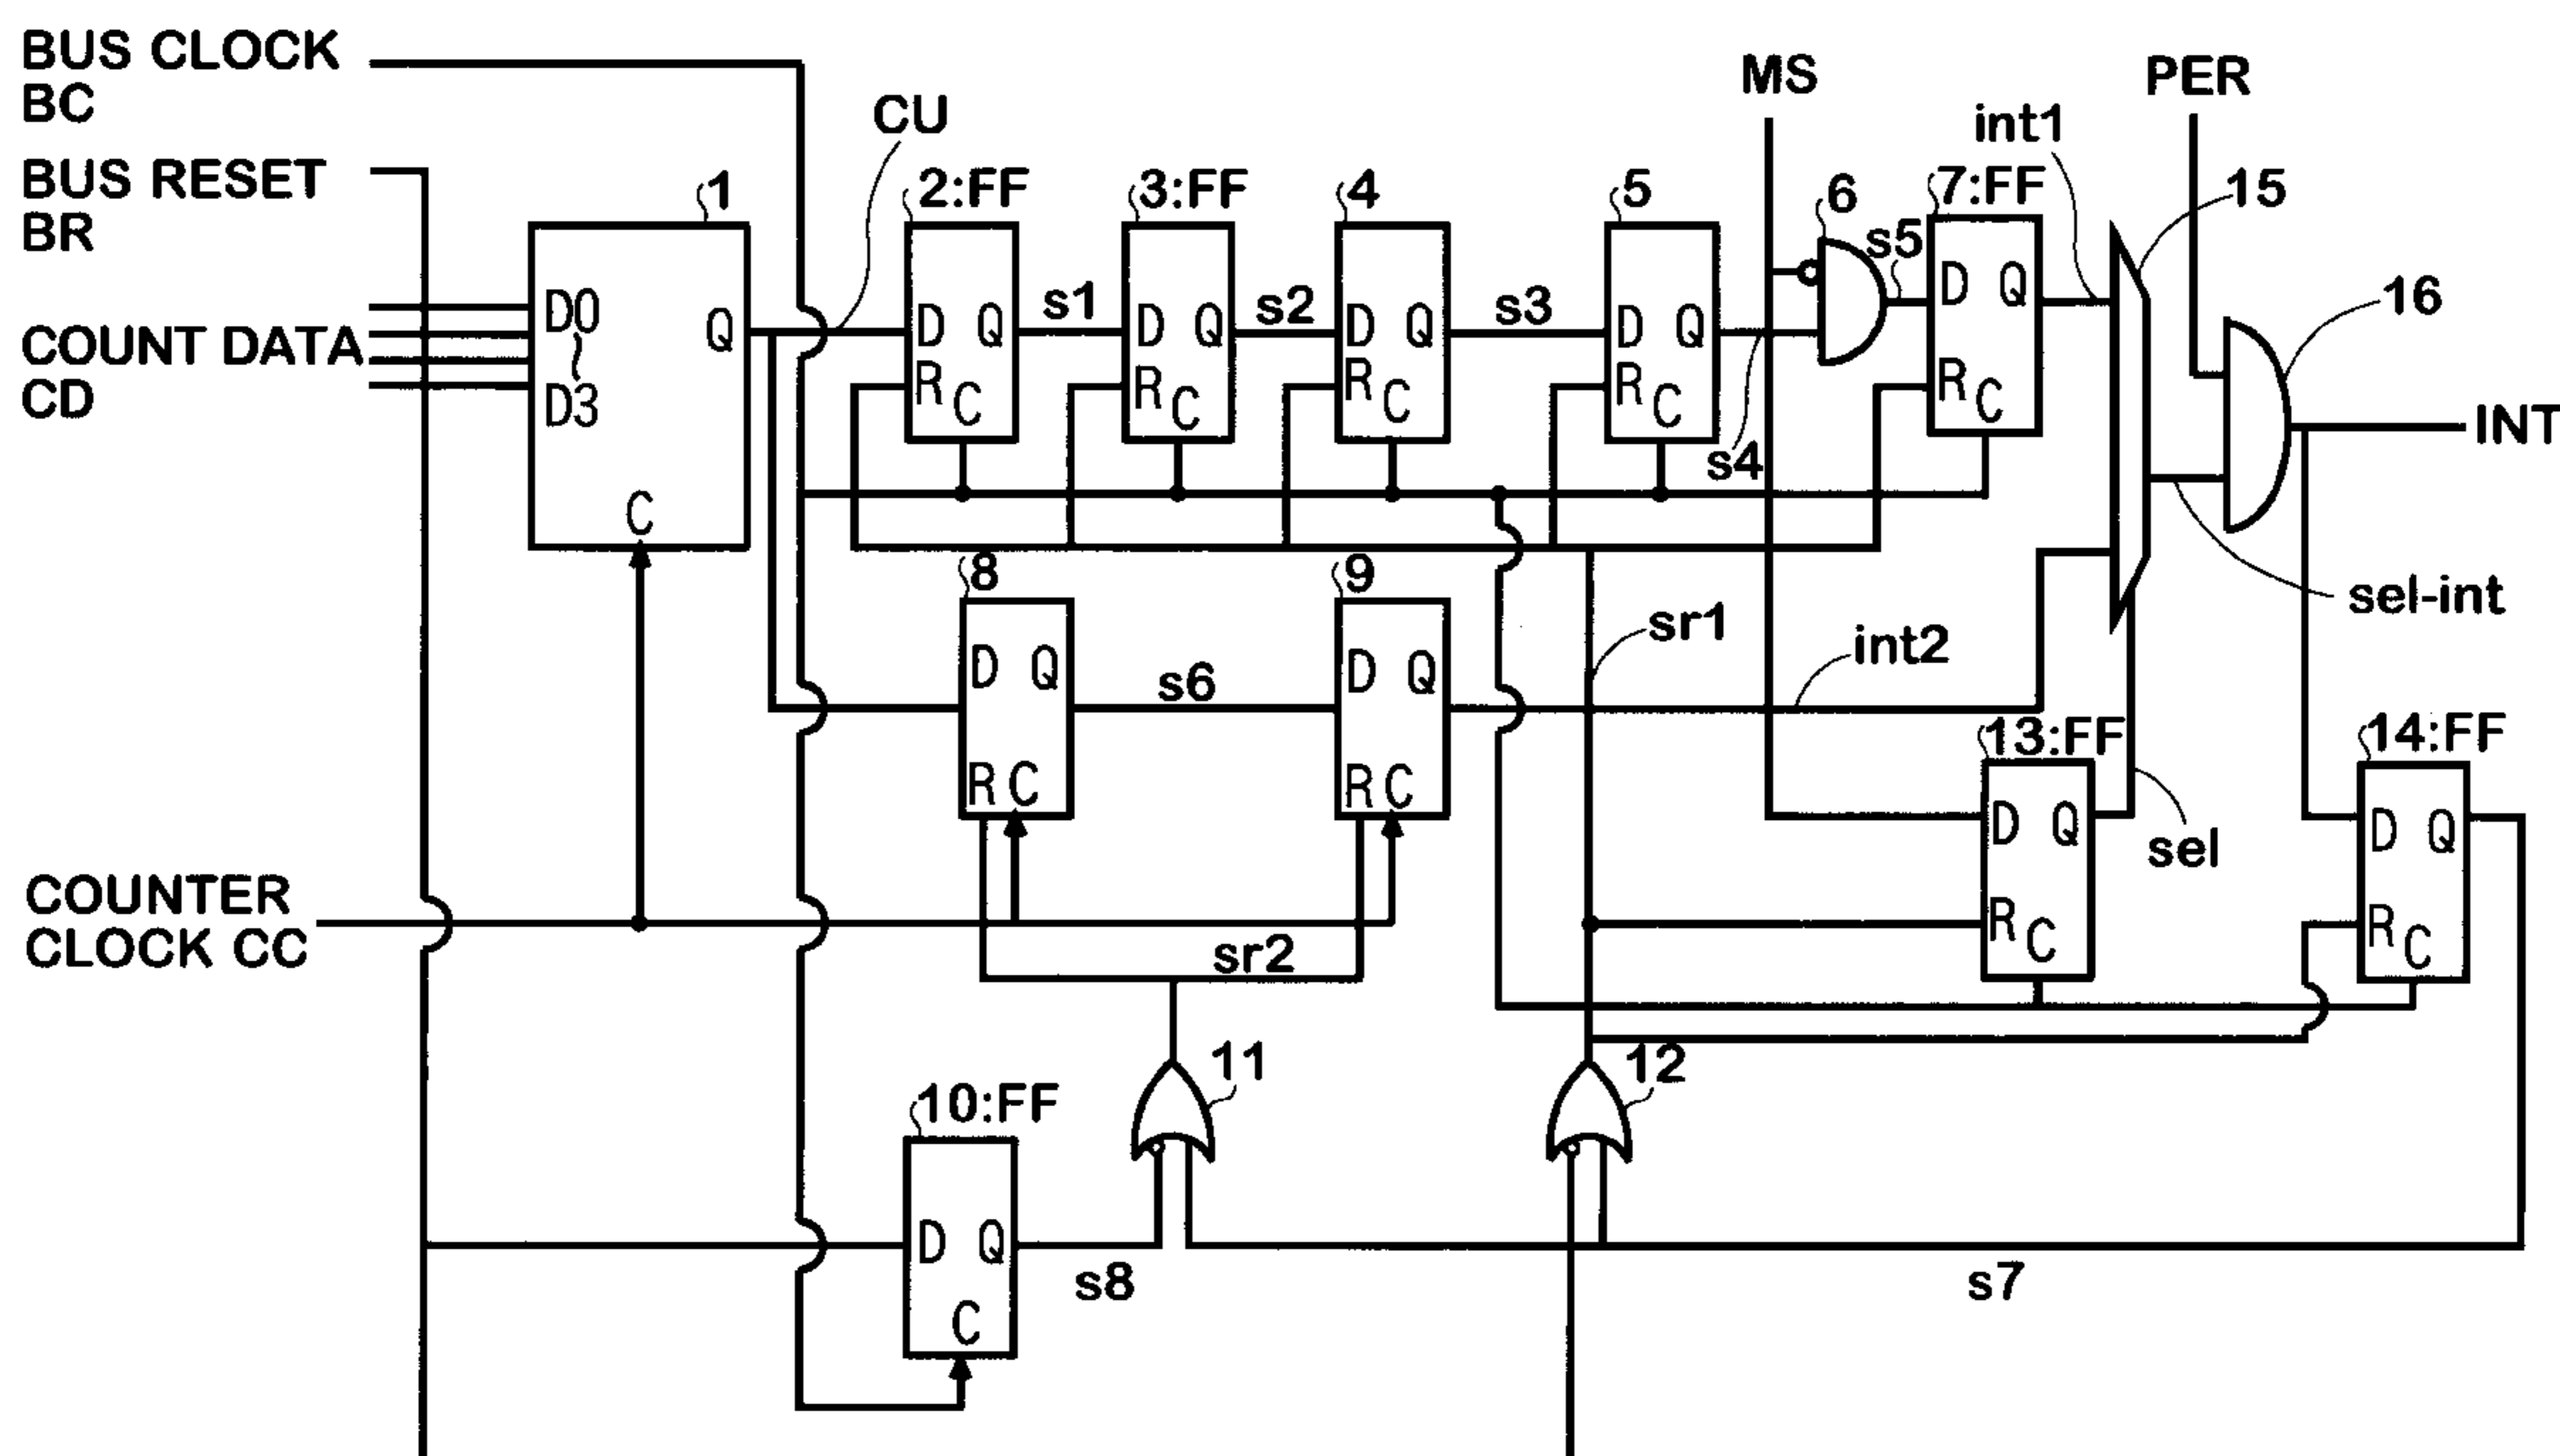 BUS CLOCK
BC
BUS RESET
BR
COUNT DATA
CD
COUNTER
CLOCK CC
CU
MS
PER
INT
1
D0
D3
Q
C
2:FF
D Q
R C
s1
3:FF
D Q
R C
s2
4
D Q
R C
s3
5
D Q
R C
s4
6
s5
7:FF
D Q
R C
int1
15
16
sel-int
8
D Q
R C
s6
9
D Q
R C
sr1
int2
13:FF
D Q
R C
sel
14:FF
D Q
R C
sr2
11
12
10:FF
D Q
C
s8
s7